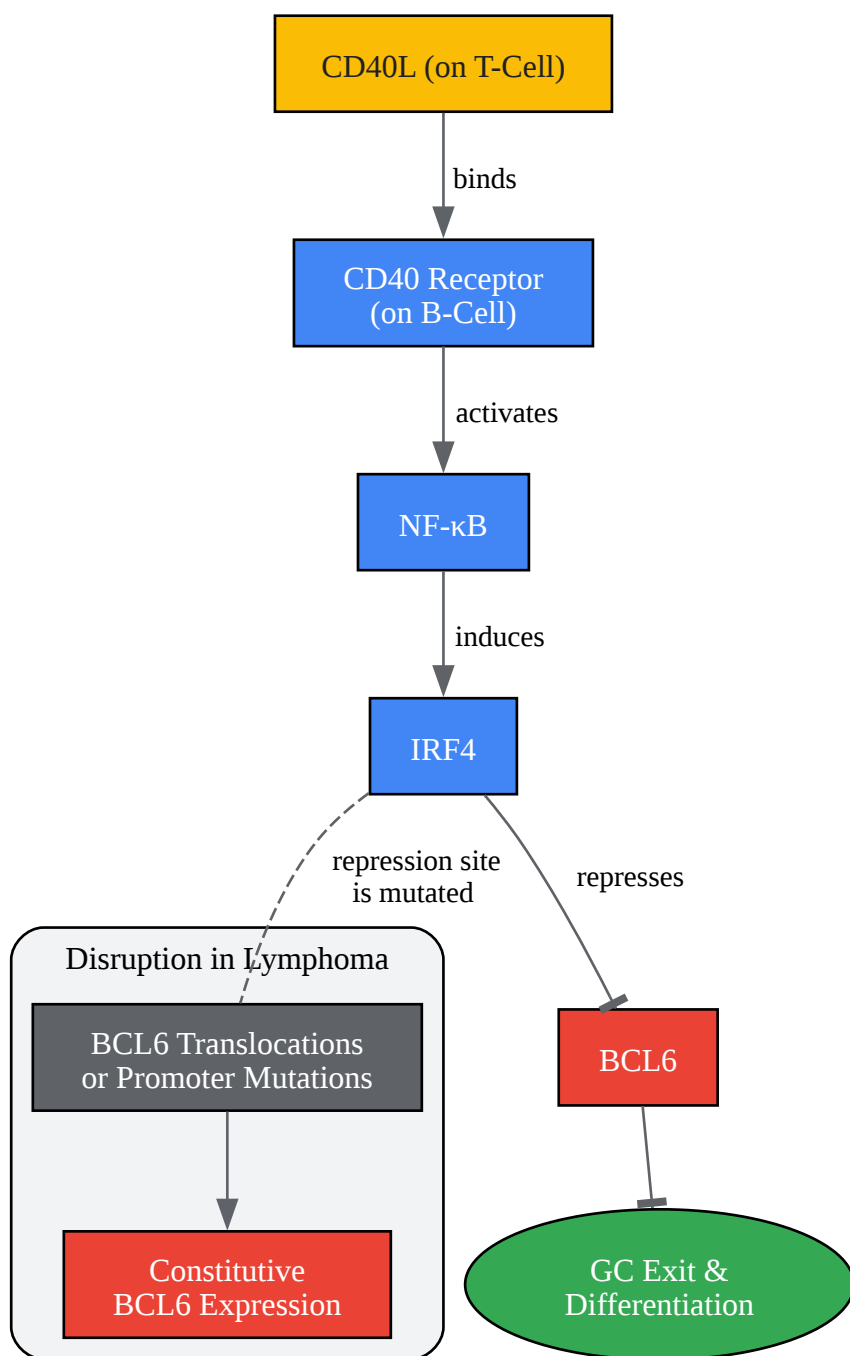 CD40L (on T-Cell)
binds
CD40 Receptor
(on B-Cell)
activates
NF-κB
induces
IRF4
repression site
is mutated
represses
Disruption in Lymphoma
BCL6 Translocations
or Promoter Mutations
BCL6
Constitutive
BCL6 Expression
GC Exit &
Differentiation